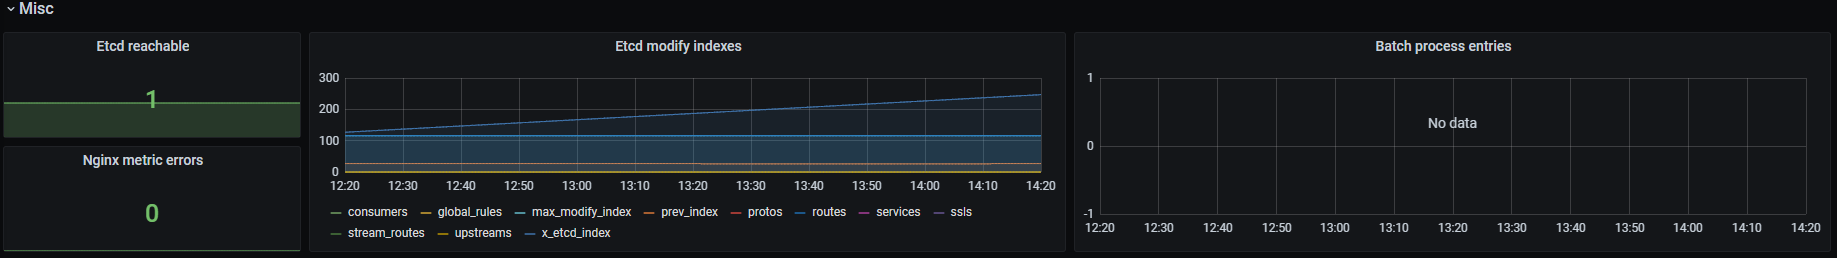 Misc
Etcd reachable
1
Nginx metric errors
0
Etcd modify indexes
300
200
100
0
12:20 12:30 12:40 12:50 13:00 13:10 13:20 13:30 13:40 13:50 14:00 14:10 14:20
consumers global_rules max_modify_index prev_index protos routes services ssls
stream_routes upstreams x_etcd_index
Batch process entries
1
No data
0
-1
12:20 12:30 12:40 12:50 13:00 13:10 13:20 13:30 13:40 13:50 14:00 14:10 14:20